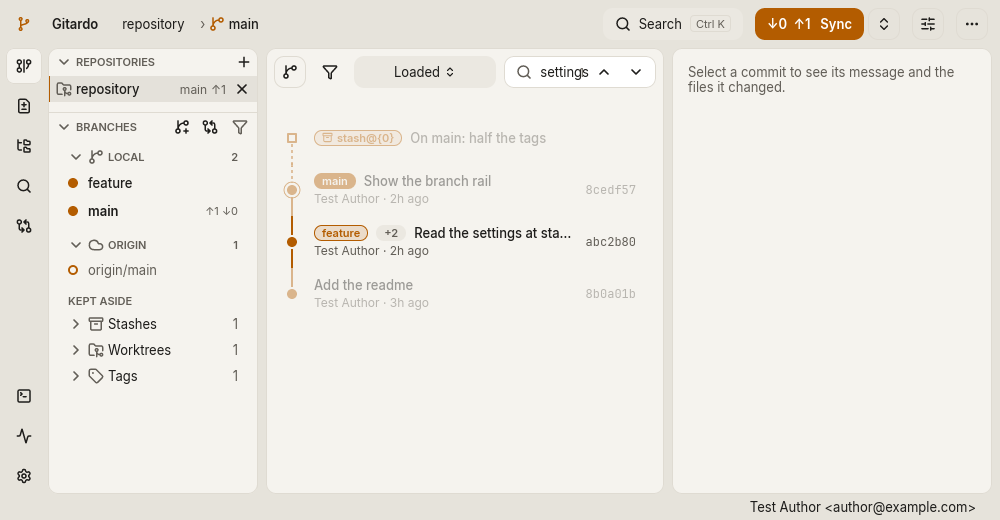 Gitardo repository main Search Ctrl K ↓0 ↑1 Sync
REPOSITORIES
repository main ↑1
BRANCHES
LOCAL 2
feature
main ↑1 ↓0
ORIGIN 1
origin/main
KEPT ASIDE
Stashes 1
Worktrees 1
Tags 1
Loaded settings
stash@{0} On main: half the tags
main Show the branch rail
Test Author · 2h ago 8cedf57
feature +2 Read the settings at sta...
Test Author · 2h ago abc2b80
Add the readme
Test Author · 3h ago 8b0a01b
Select a commit to see its message and the
files it changed.
Test Author <author@example.com>